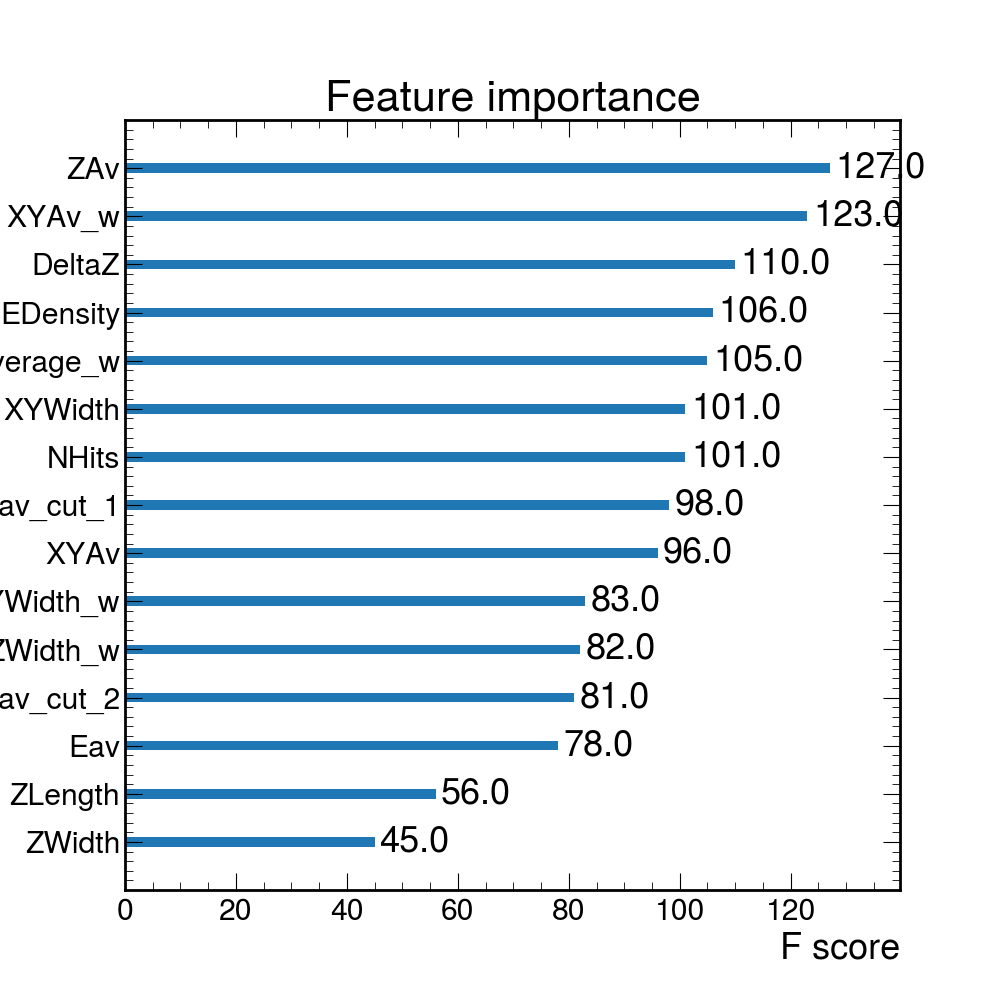 Feature importance
ZAv 127.0
XYAv_w 123.0
DeltaZ 110.0
EDensity 106.0
verage_w 105.0
XYWidth 101.0
NHits 101.0
av_cut_1 98.0
XYAv 96.0
YWidth_w 83.0
ZWidth_w 82.0
av_cut_2 81.0
Eav 78.0
ZLength 56.0
ZWidth 45.0
0 20 40 60 80 100 120
F score